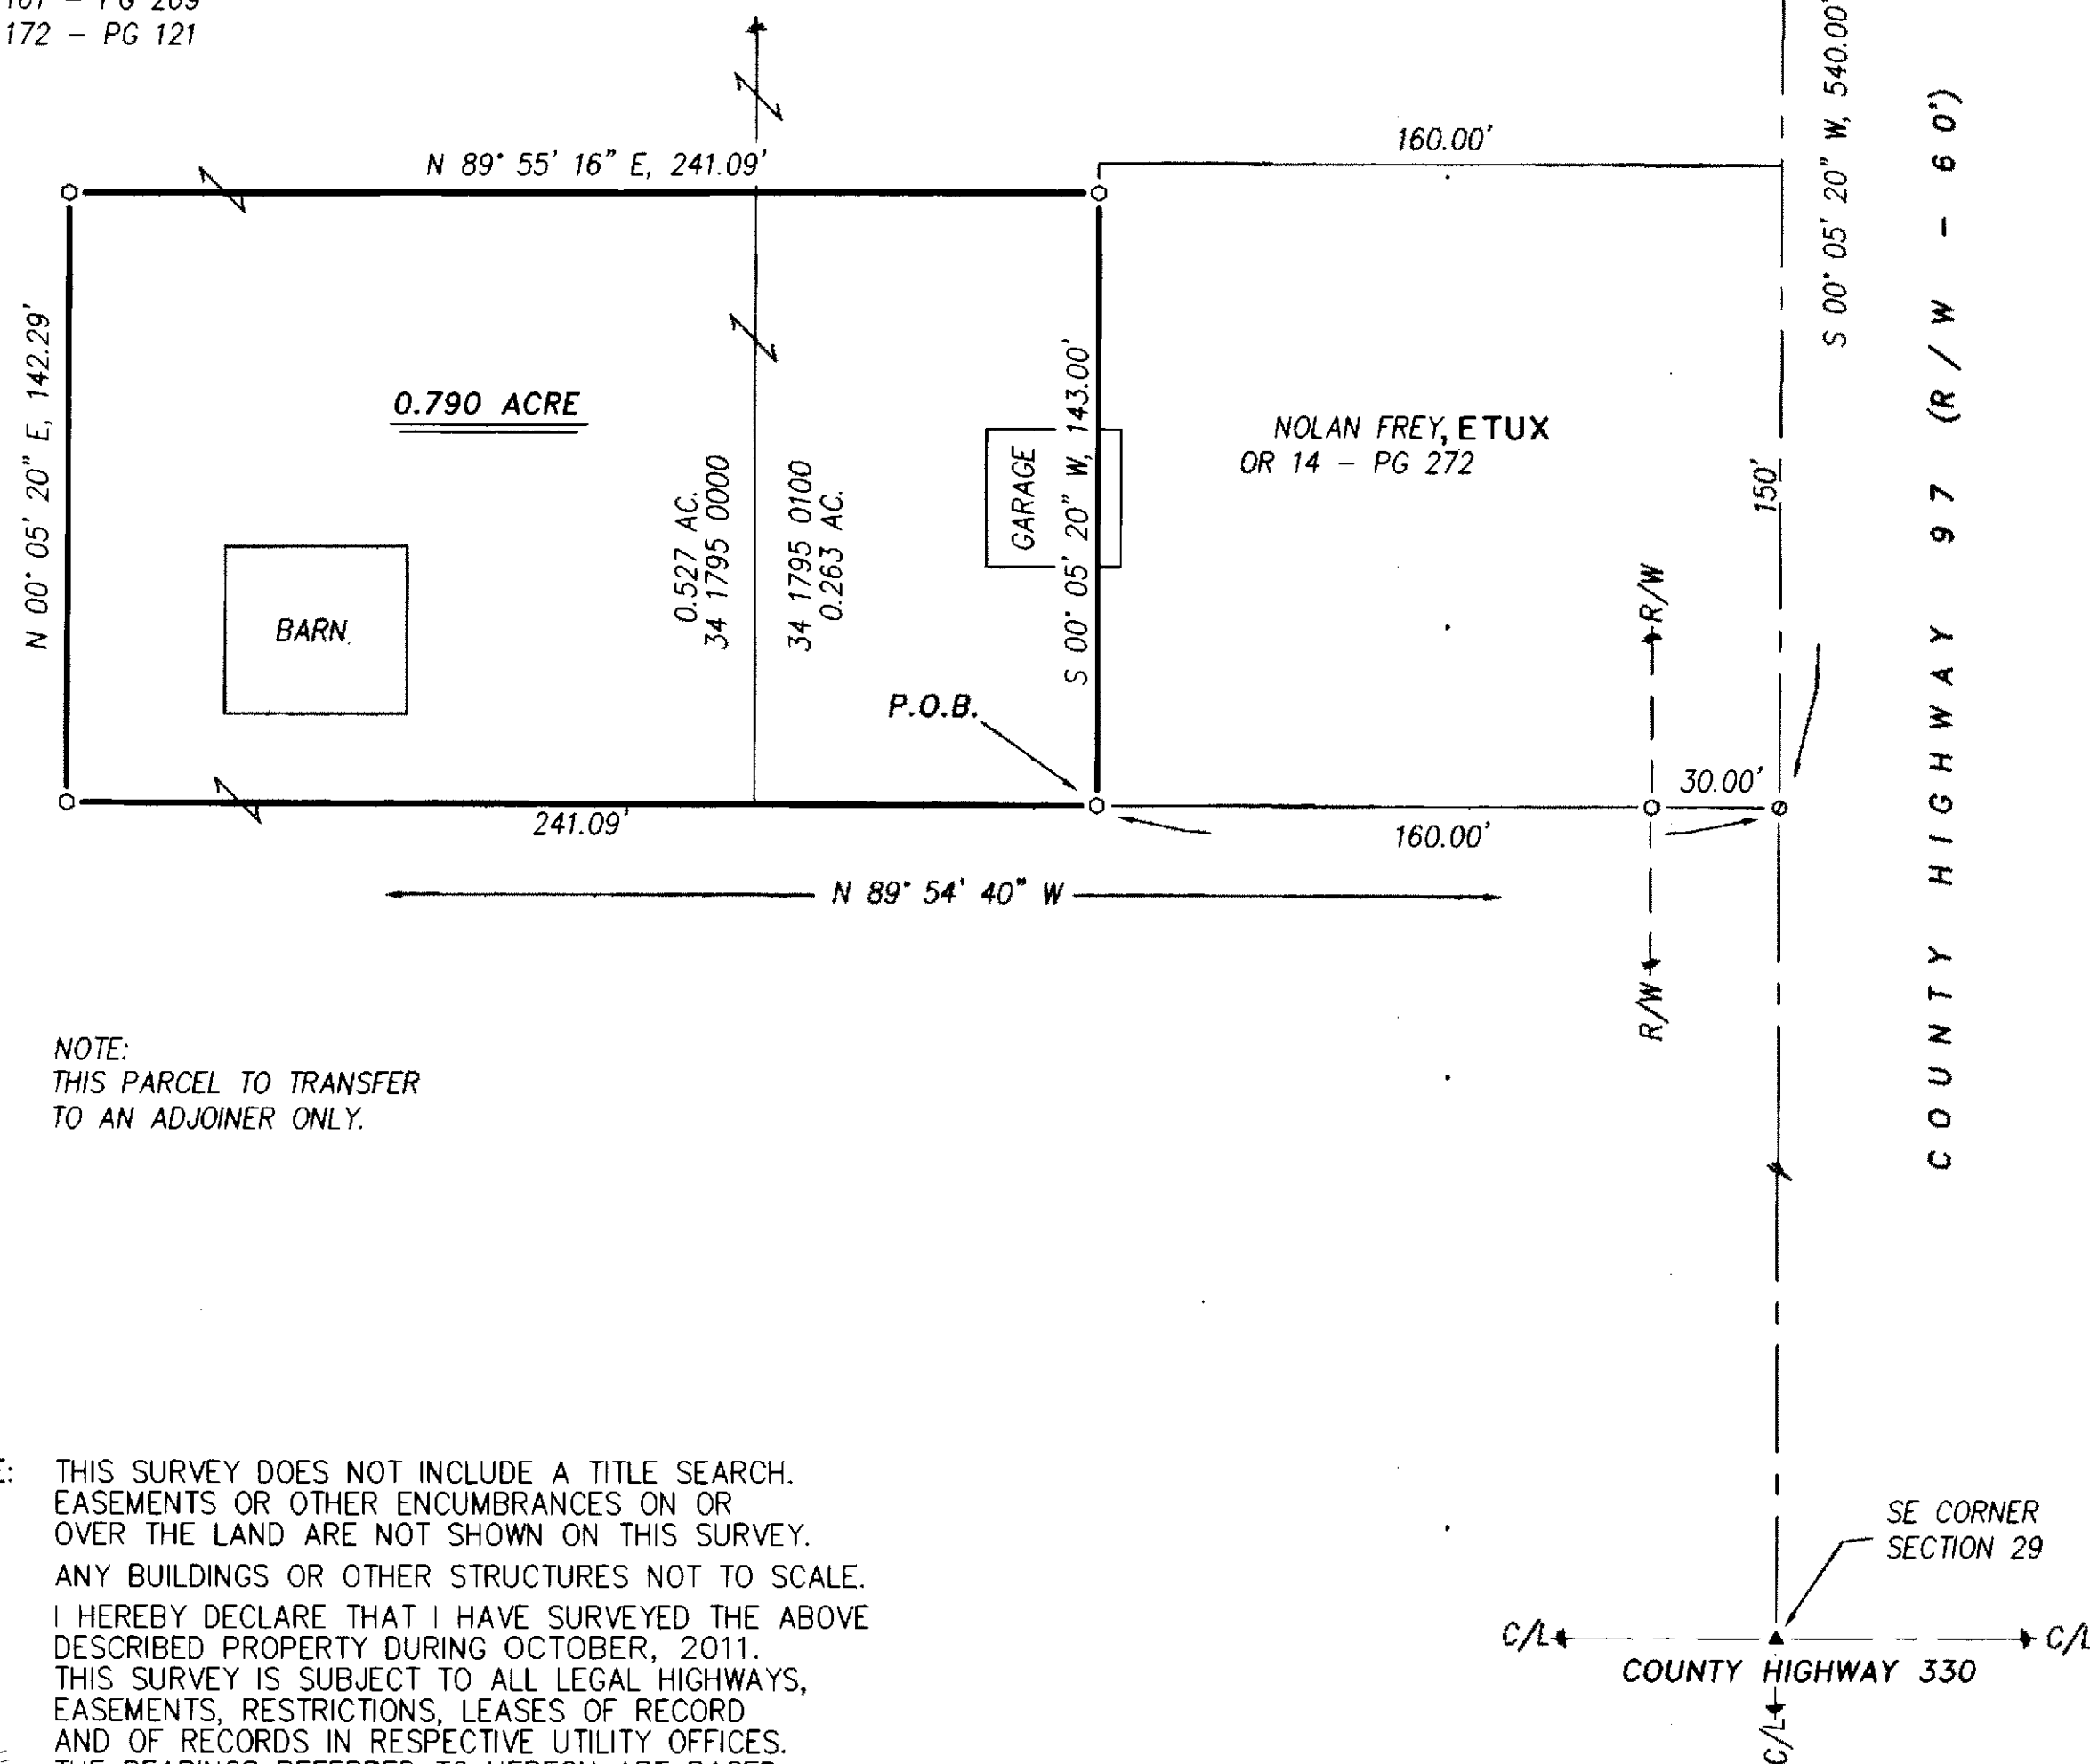 172 – PG 121
S 00° 05' 20" W, 540.00'
COUNTY HIGHWAY 97 (R/W - 60')
160.00'
N 89° 55' 16" E, 241.09'
N 00° 05' 20" E, 142.29'
0.790 ACRE
0.527 AC.
34 1795 0000
34 1795 0100
0.263 AC.
GARAGE
S 00° 05' 20" W, 143.00'
NOLAN FREY, ETUX
OR 14 – PG 272
150'
BARN
P.O.B.
R/W
30.00'
241.09'
160.00'
N 89° 54' 40" W
R/W
NOTE:
THIS PARCEL TO TRANSFER
TO AN ADJOINER ONLY.
THIS SURVEY DOES NOT INCLUDE A TITLE SEARCH.
EASEMENTS OR OTHER ENCUMBRANCES ON OR
OVER THE LAND ARE NOT SHOWN ON THIS SURVEY.
ANY BUILDINGS OR OTHER STRUCTURES NOT TO SCALE.
I HEREBY DECLARE THAT I HAVE SURVEYED THE ABOVE
DESCRIBED PROPERTY DURING OCTOBER, 2011.
THIS SURVEY IS SUBJECT TO ALL LEGAL HIGHWAYS,
EASEMENTS, RESTRICTIONS, LEASES OF RECORD
AND OF RECORDS IN RESPECTIVE UTILITY OFFICES.
SE CORNER
SECTION 29
C/L
C/L
COUNTY HIGHWAY 330
C/L